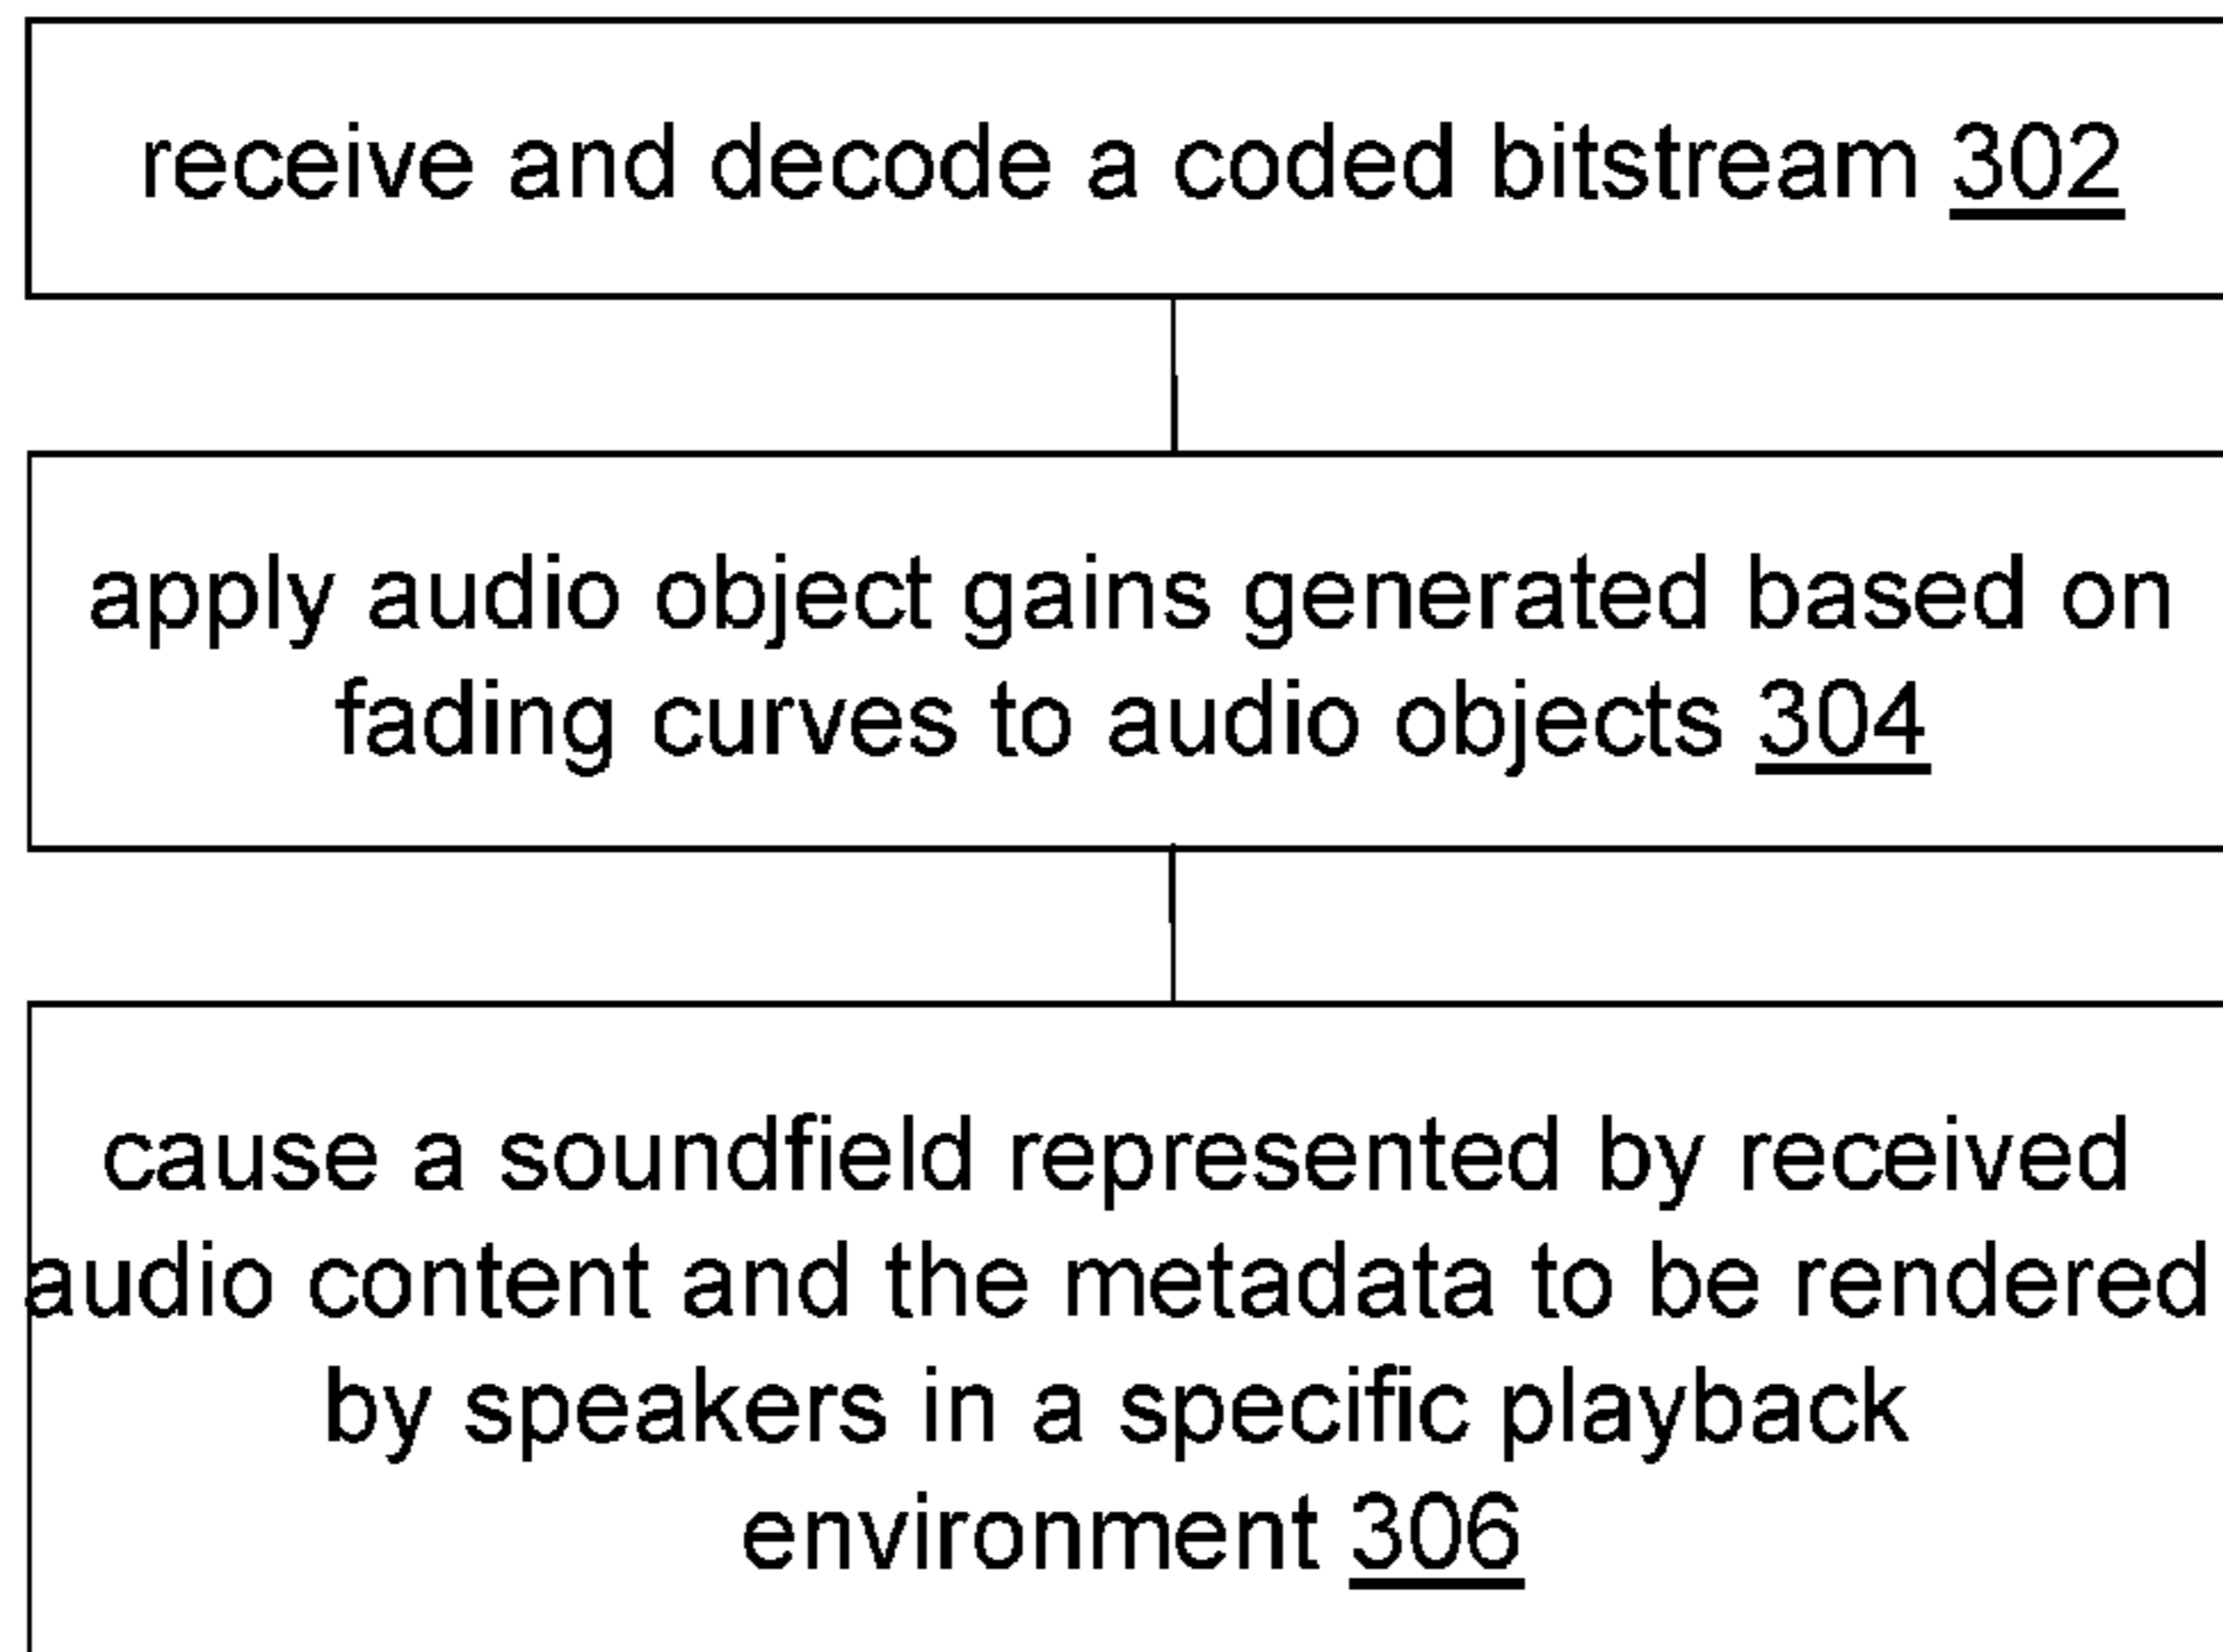 receive and decode a coded bitstream 302
apply audio object gains generated based on
fading curves to audio objects 304
cause a soundfield represented by received
audio content and the metadata to be rendered
by speakers in a specific playback
environment 306